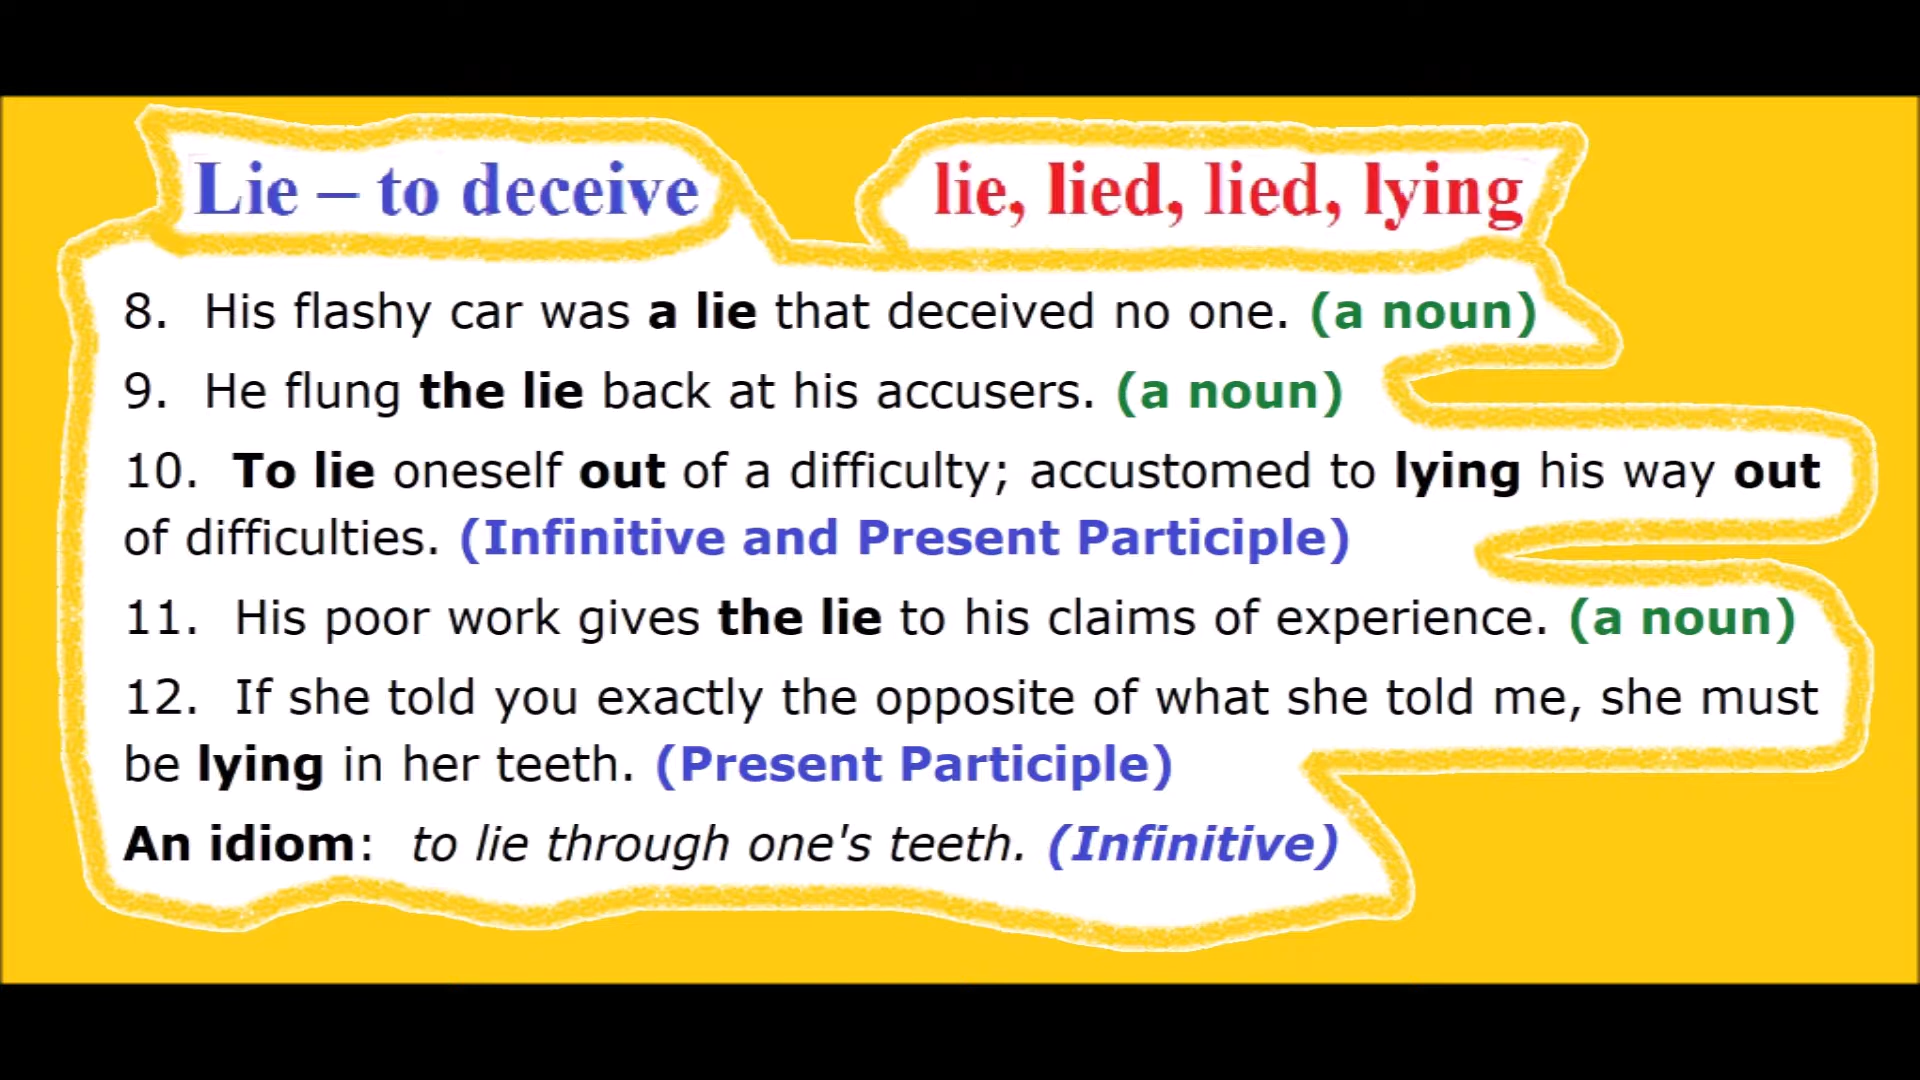 Lie – to deceive
lie, lied, lied, lying
8. His flashy car was a lie that deceived no one. (a noun)
9. He flung the lie back at his accusers. (a noun)
10. To lie oneself out of a difficulty; accustomed to lying his way out
of difficulties. (Infinitive and Present Participle)
11. His poor work gives the lie to his claims of experience. (a noun)
12. If she told you exactly the opposite of what she told me, she must
be lying in her teeth. (Present Participle)
An idiom: to lie through one's teeth. (Infinitive)